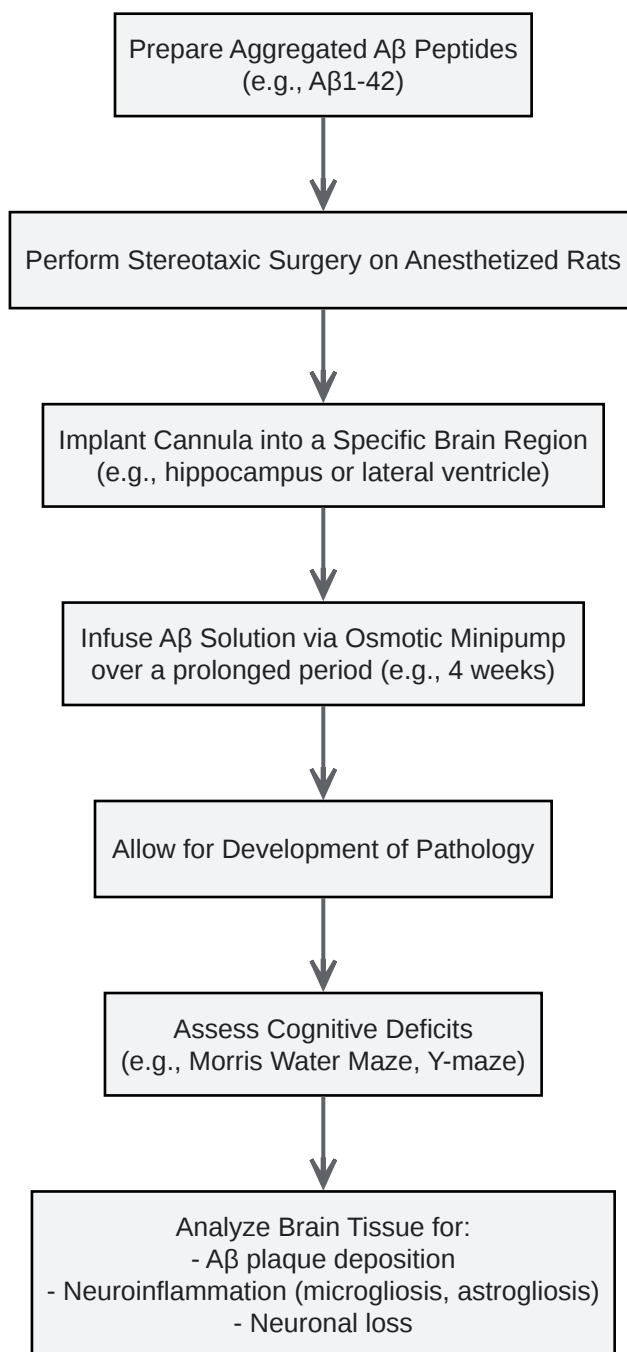 Prepare Aggregated Aβ Peptides
(e.g., Aβ1-42)
Perform Stereotaxic Surgery on Anesthetized Rats
Implant Cannula into a Specific Brain Region
(e.g., hippocampus or lateral ventricle)
Infuse Aβ Solution via Osmotic Minipump
over a prolonged period (e.g., 4 weeks)
Allow for Development of Pathology
Assess Cognitive Deficits
(e.g., Morris Water Maze, Y-maze)
Analyze Brain Tissue for:
- Aβ plaque deposition
- Neuroinflammation (microgliosis, astrogliosis)
- Neuronal loss